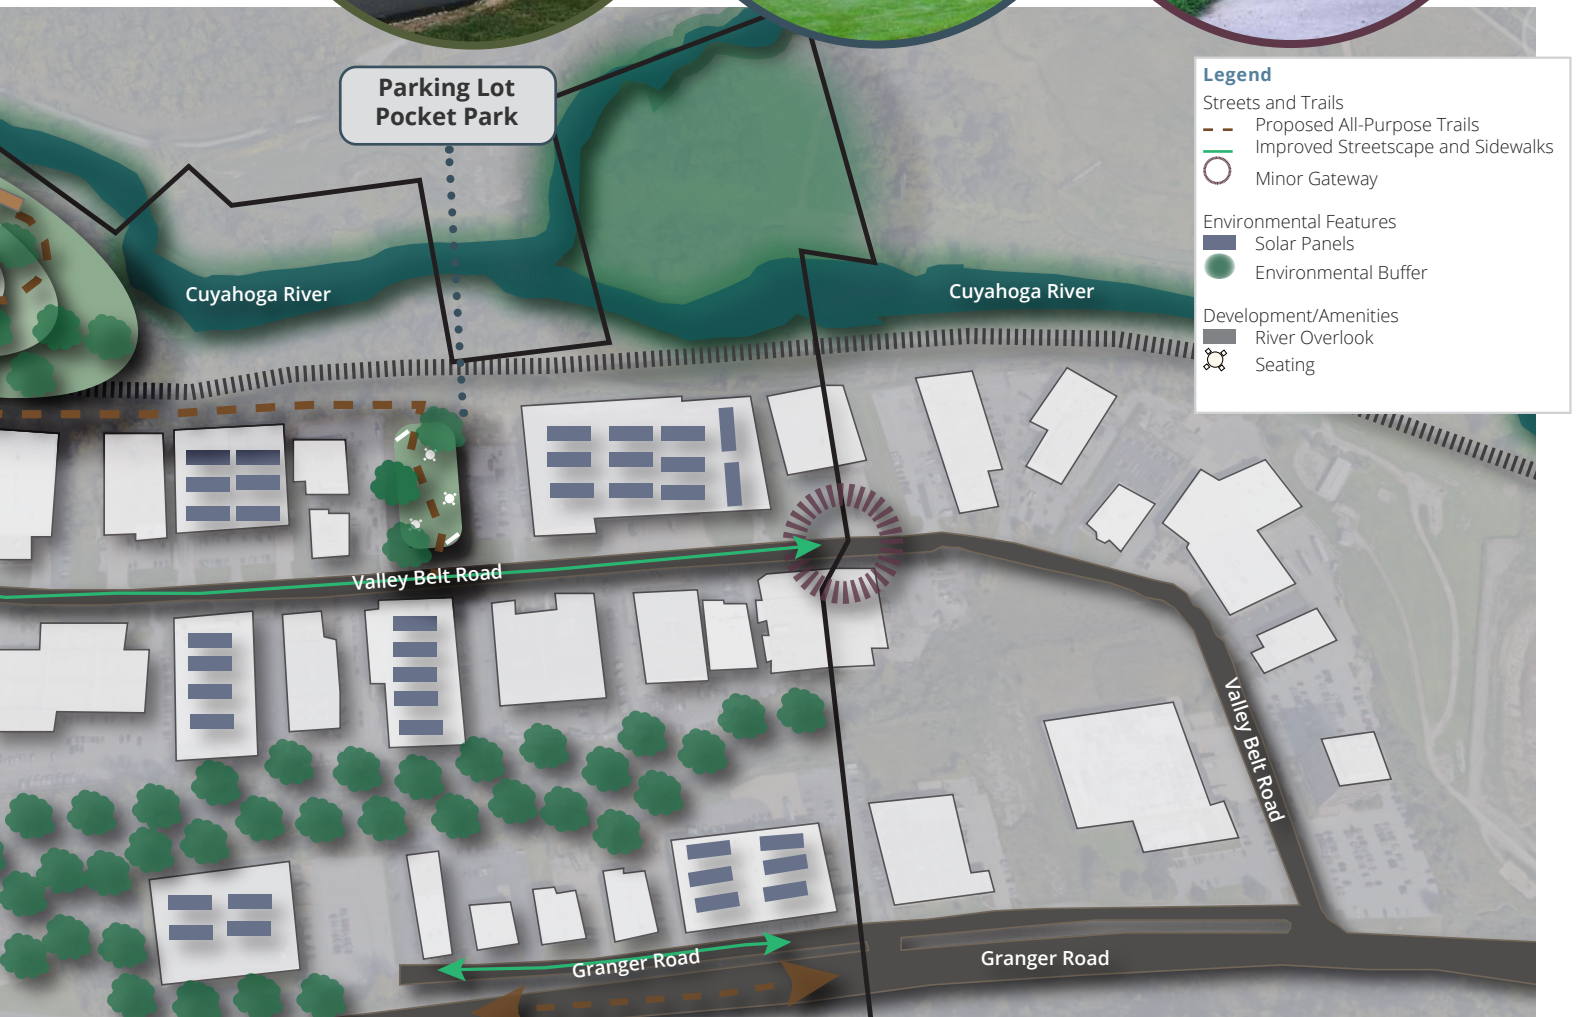 Parking Lot
Pocket Park
Legend
Streets and Trails
Proposed All-Purpose Trails
Improved Streetscape and Sidewalks
Minor Gateway
Environmental Features
Solar Panels
Environmental Buffer
Development/Amenities
River Overlook
Seating
Cuyahoga River
Cuyahoga River
Valley Belt Road
Valley Belt Road
Granger Road
Granger Road